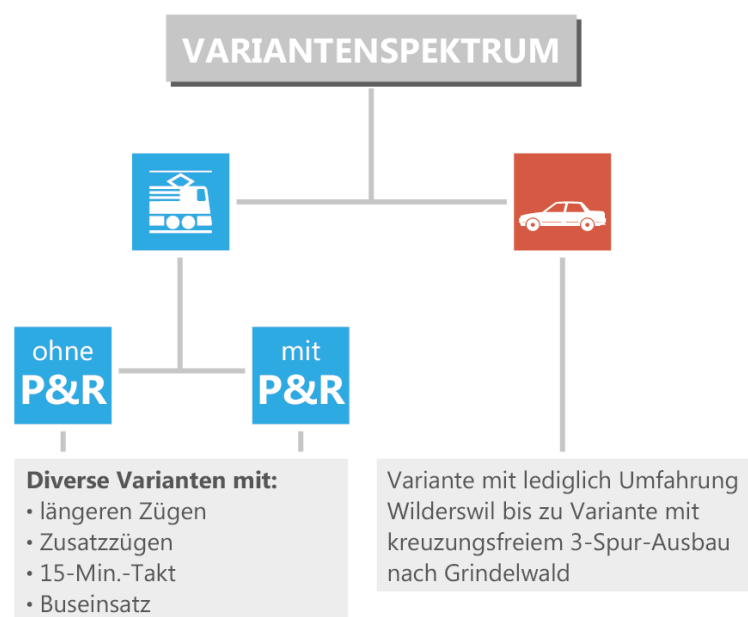 VARIANTENSPEKTRUM
ohne
P&R
mit
P&R
Diverse Varianten mit:
• längeren Zügen
• Zusatzzügen
• 15-Min.-Takt
• Buseinsatz
Variante mit lediglich Umfahrung
Wilderswil bis zu Variante mit
kreuzungsfreiem 3-Spur-Ausbau
nach Grindelwald